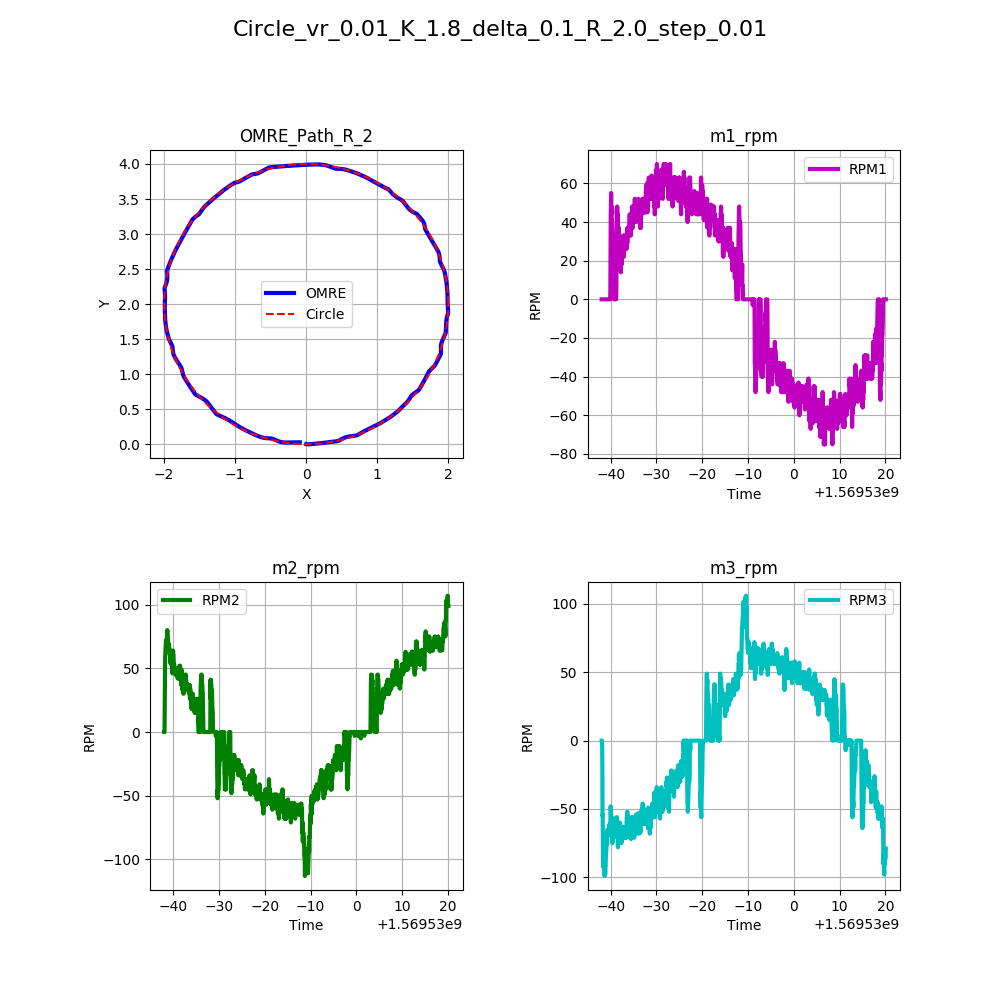 Circle_vr_0.01_K_1.8_delta_0.1_R_2.0_step_0.01
OMRE_Path_R_2
4.0
3.5
3.0
2.5
2.0
1.5
1.0
0.5
0.0
Y
OMRE
Circle
−2 −1 0 1 2
X
m1_rpm
60
40
20
0
−20
−40
−60
−80
RPM
RPM1
−40 −30 −20 −10 0 10 20
Time
+1.56953e9
m2_rpm
100
50
0
−50
−100
RPM
RPM2
−40 −30 −20 −10 0 10 20
Time
+1.56953e9
m3_rpm
100
50
0
−50
−100
RPM
RPM3
−40 −30 −20 −10 0 10 20
Time
+1.56953e9